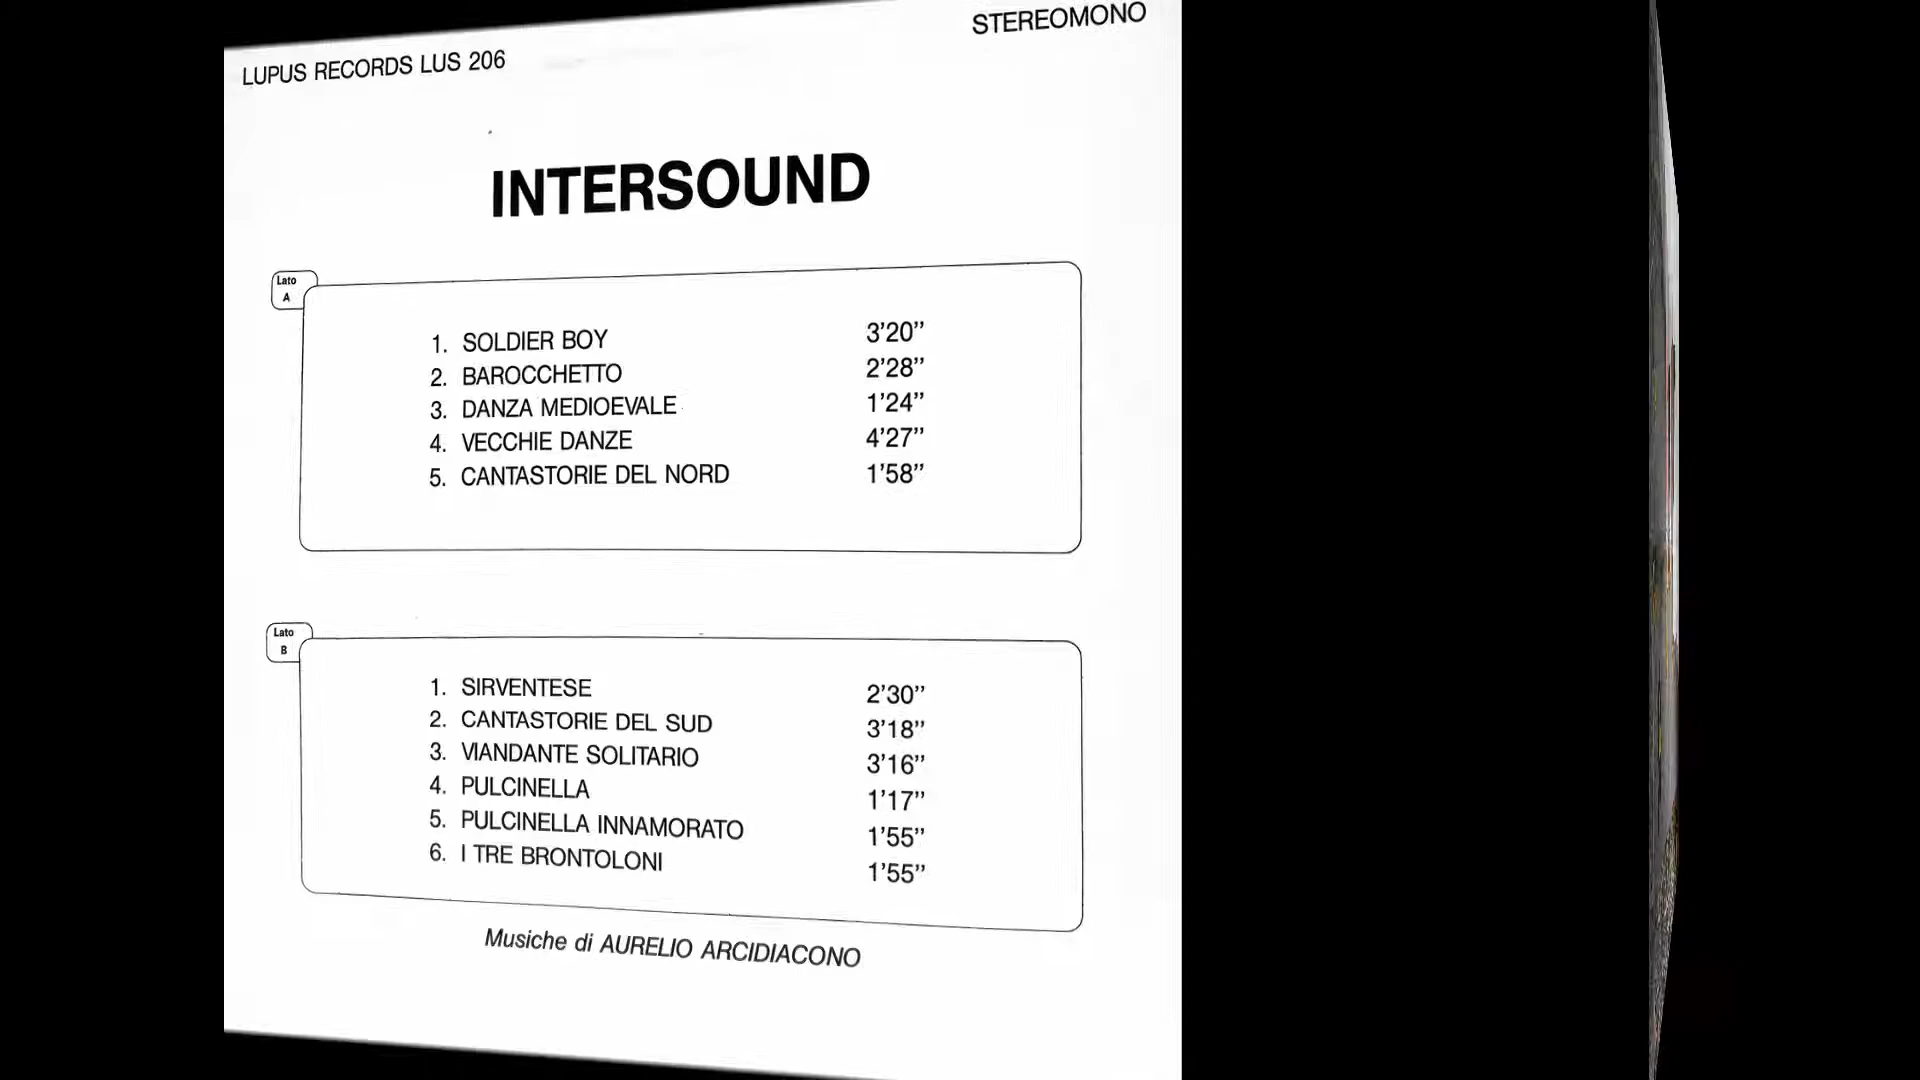 LUPUS RECORDS LUS 206
STEREOMONO
INTERSOUND
Lato
A
1. SOLDIER BOY 3'20"
2. BAROCCHETTO 2'28"
3. DANZA MEDIOEVALE 1'24"
4. VECCHIE DANZE 4'27"
5. CANTASTORIE DEL NORD 1'58"
Lato
B
1. SIRVENTESE 2'30"
2. CANTASTORIE DEL SUD 3'18"
3. VIANDANTE SOLITARIO 3'16"
4. PULCINELLA 1'17"
5. PULCINELLA INNAMORATO 1'55"
6. I TRE BRONTOLONI 1'55"
Musiche di AURELIO ARCIDIACONO